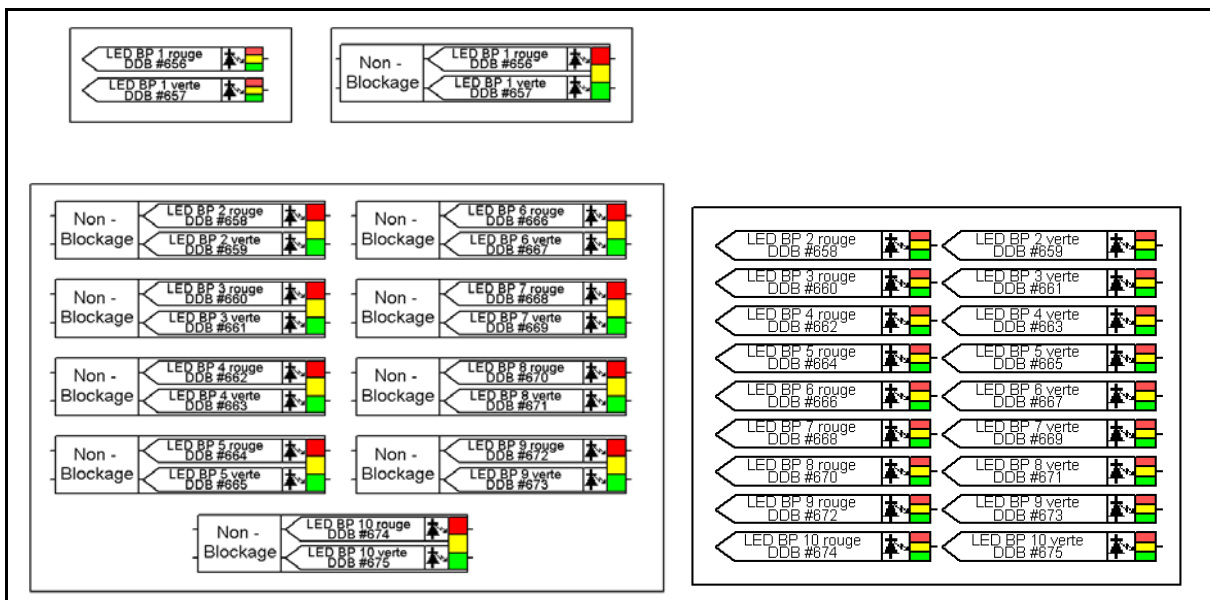 LED BP 1 rouge
DDB #656
LED BP 1 verte
DDB #657
Non -
Blockage
LED BP 1 rouge
DDB #656
LED BP 1 verte
DDB #657
Non -
Blockage
LED BP 2 rouge
DDB #658
LED BP 2 verte
DDB #659
Non -
Blockage
LED BP 6 rouge
DDB #666
LED BP 6 verte
DDB #667
Non -
Blockage
LED BP 3 rouge
DDB #660
LED BP 3 verte
DDB #661
Non -
Blockage
LED BP 7 rouge
DDB #668
LED BP 7 verte
DDB #669
Non -
Blockage
LED BP 4 rouge
DDB #662
LED BP 4 verte
DDB #663
Non -
Blockage
LED BP 8 rouge
DDB #670
LED BP 8 verte
DDB #671
Non -
Blockage
LED BP 5 rouge
DDB #664
LED BP 5 verte
DDB #665
Non -
Blockage
LED BP 9 rouge
DDB #672
LED BP 9 verte
DDB #673
Non -
Blockage
LED BP 10 rouge
DDB #674
LED BP 10 verte
DDB #675
LED BP 2 rouge
DDB #658
LED BP 2 verte
DDB #659
LED BP 3 rouge
DDB #660
LED BP 3 verte
DDB #661
LED BP 4 rouge
DDB #662
LED BP 4 verte
DDB #663
LED BP 5 rouge
DDB #664
LED BP 5 verte
DDB #665
LED BP 6 rouge
DDB #666
LED BP 6 verte
DDB #667
LED BP 7 rouge
DDB #668
LED BP 7 verte
DDB #669
LED BP 8 rouge
DDB #670
LED BP 8 verte
DDB #671
LED BP 9 rouge
DDB #672
LED BP 9 verte
DDB #673
LED BP 10 rouge
DDB #674
LED BP 10 verte
DDB #675